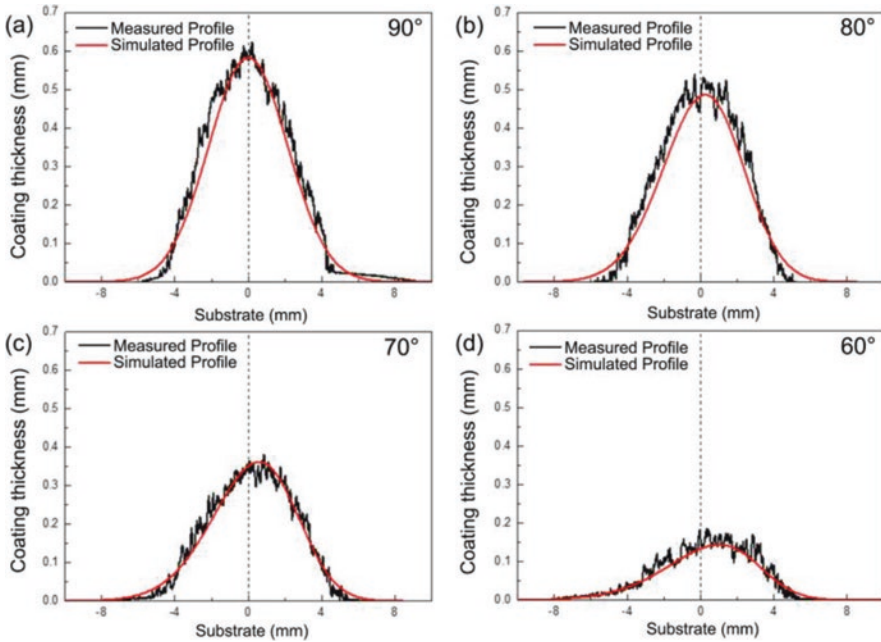 (a)
Measured Profile
Simulated Profile
90°
Coating thickness (mm)
0.7
0.6
0.5
0.4
0.3
0.2
0.1
0.0
-8 -4 0 4 8
Substrate (mm)
(b)
Measured Profile
Simulated Profile
80°
Coating thickness (mm)
0.7
0.6
0.5
0.4
0.3
0.2
0.1
0.0
-8 -4 0 4 8
Substrate (mm)
(c)
Measured Profile
Simulated Profile
70°
Coating thickness (mm)
0.7
0.6
0.5
0.4
0.3
0.2
0.1
0.0
-8 -4 0 4 8
Substrate (mm)
(d)
Measured Profile
Simulated Profile
60°
Coating thickness (mm)
0.7
0.6
0.5
0.4
0.3
0.2
0.1
0.0
-8 -4 0 4 8
Substrate (mm)